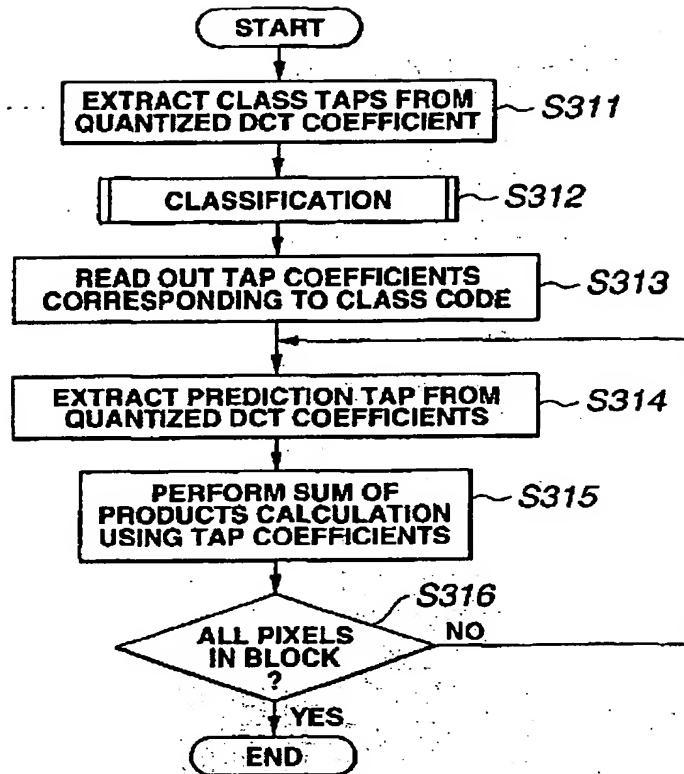 START
EXTRACT CLASS TAPS FROM
QUANTIZED DCT COEFFICIENT
S311
CLASSIFICATION
S312
READ OUT TAP COEFFICIENTS
CORRESPONDING TO CLASS CODE
S313
EXTRACT PREDICTION TAP FROM
QUANTIZED DCT COEFFICIENTS
S314
PERFORM SUM OF
PRODUCTS CALCULATION
USING TAP COEFFICIENTS
S315
S316
ALL PIXELS
IN BLOCK
?
NO
YES
END